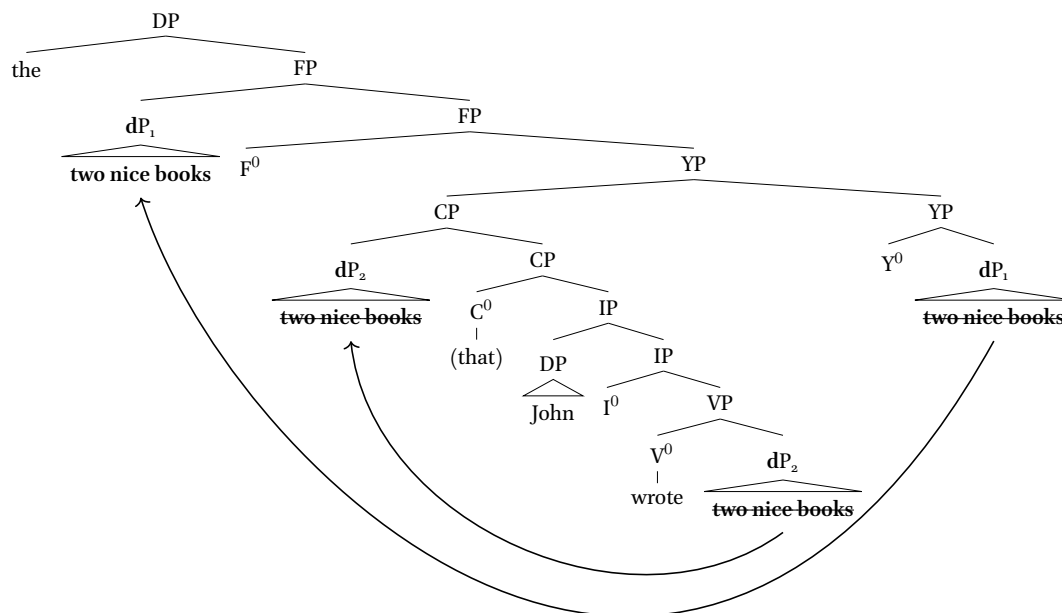 DP
the FP
dP₁ FP
two nice books F⁰ YP
CP YP
dP₂ CP Y⁰ dP₁
two nice books C⁰ IP two nice books
(that) DP IP
John I⁰ VP
V⁰ dP₂
wrote two nice books